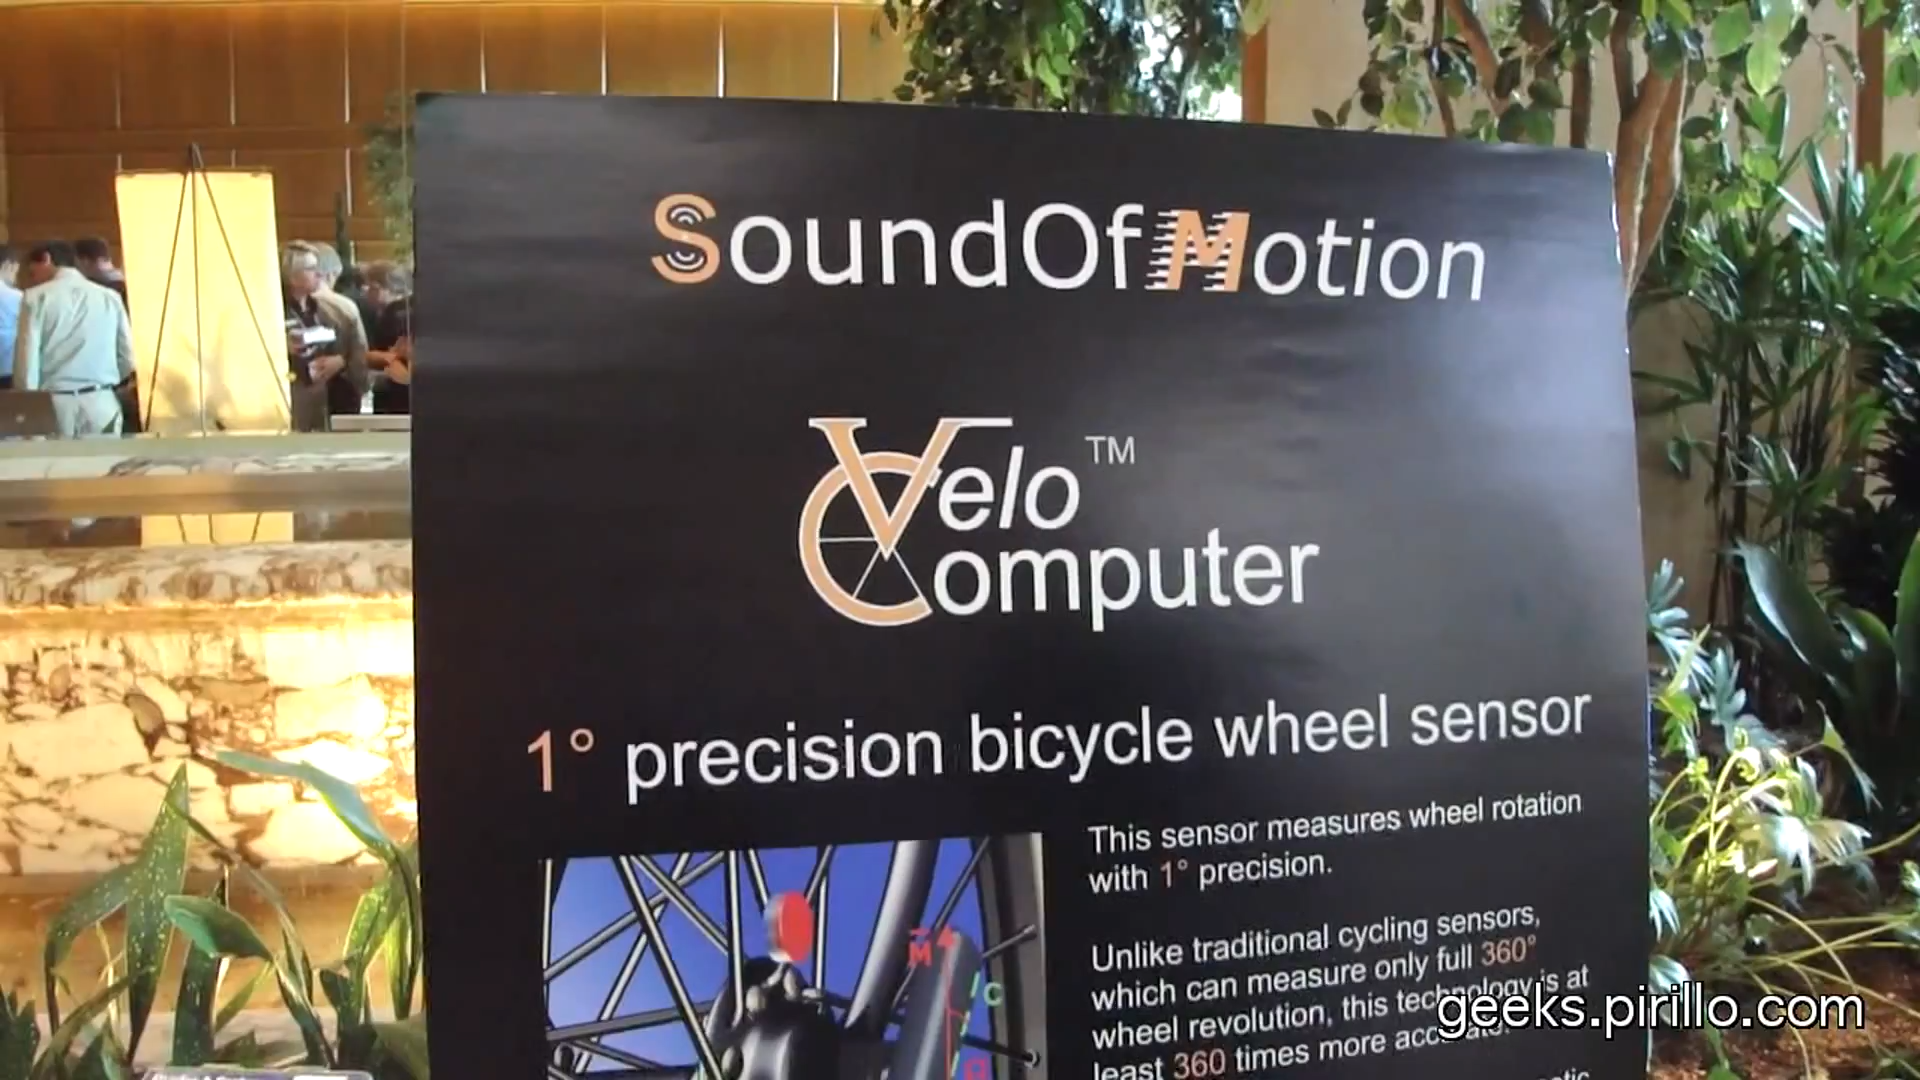 SoundOfMotion
Velo™
Computer
1° precision bicycle wheel sensor
This sensor measures wheel rotation
with 1° precision.
Unlike traditional cycling sensors,
which can measure only full 360°
wheel revolution, this technology is at
least 360 times more accurate.
M
C
geeks.pirillo.com